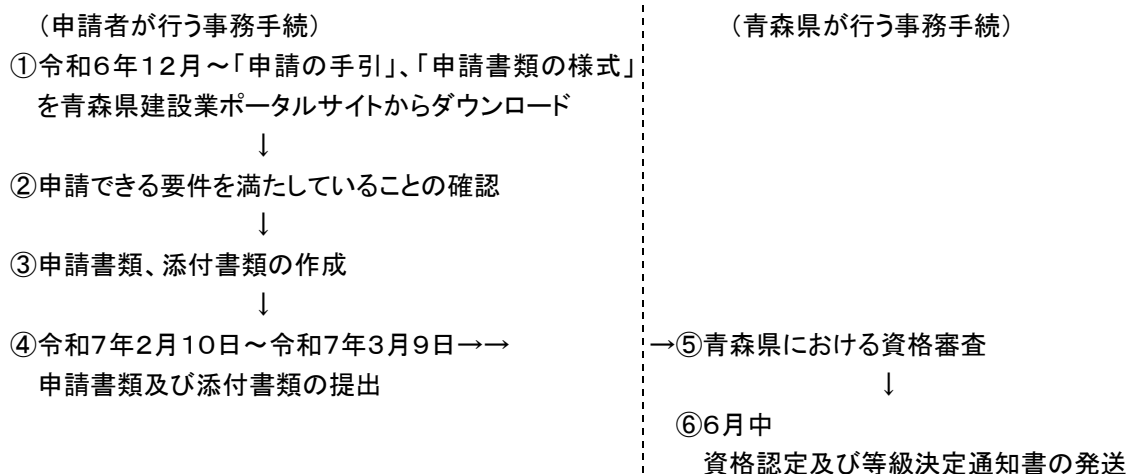 （申請者が行う事務手続）
（青森県が行う事務手続）
①令和６年１２月～「申請の手引」、「申請書類の様式」
を青森県建設業ポータルサイトからダウンロード
↓
②申請できる要件を満たしていることの確認
↓
③申請書類、添付書類の作成
↓
④令和７年２月１０日～令和７年３月９日→→
申請書類及び添付書類の提出
→⑤青森県における資格審査
↓
⑥６月中
資格認定及び等級決定通知書の発送